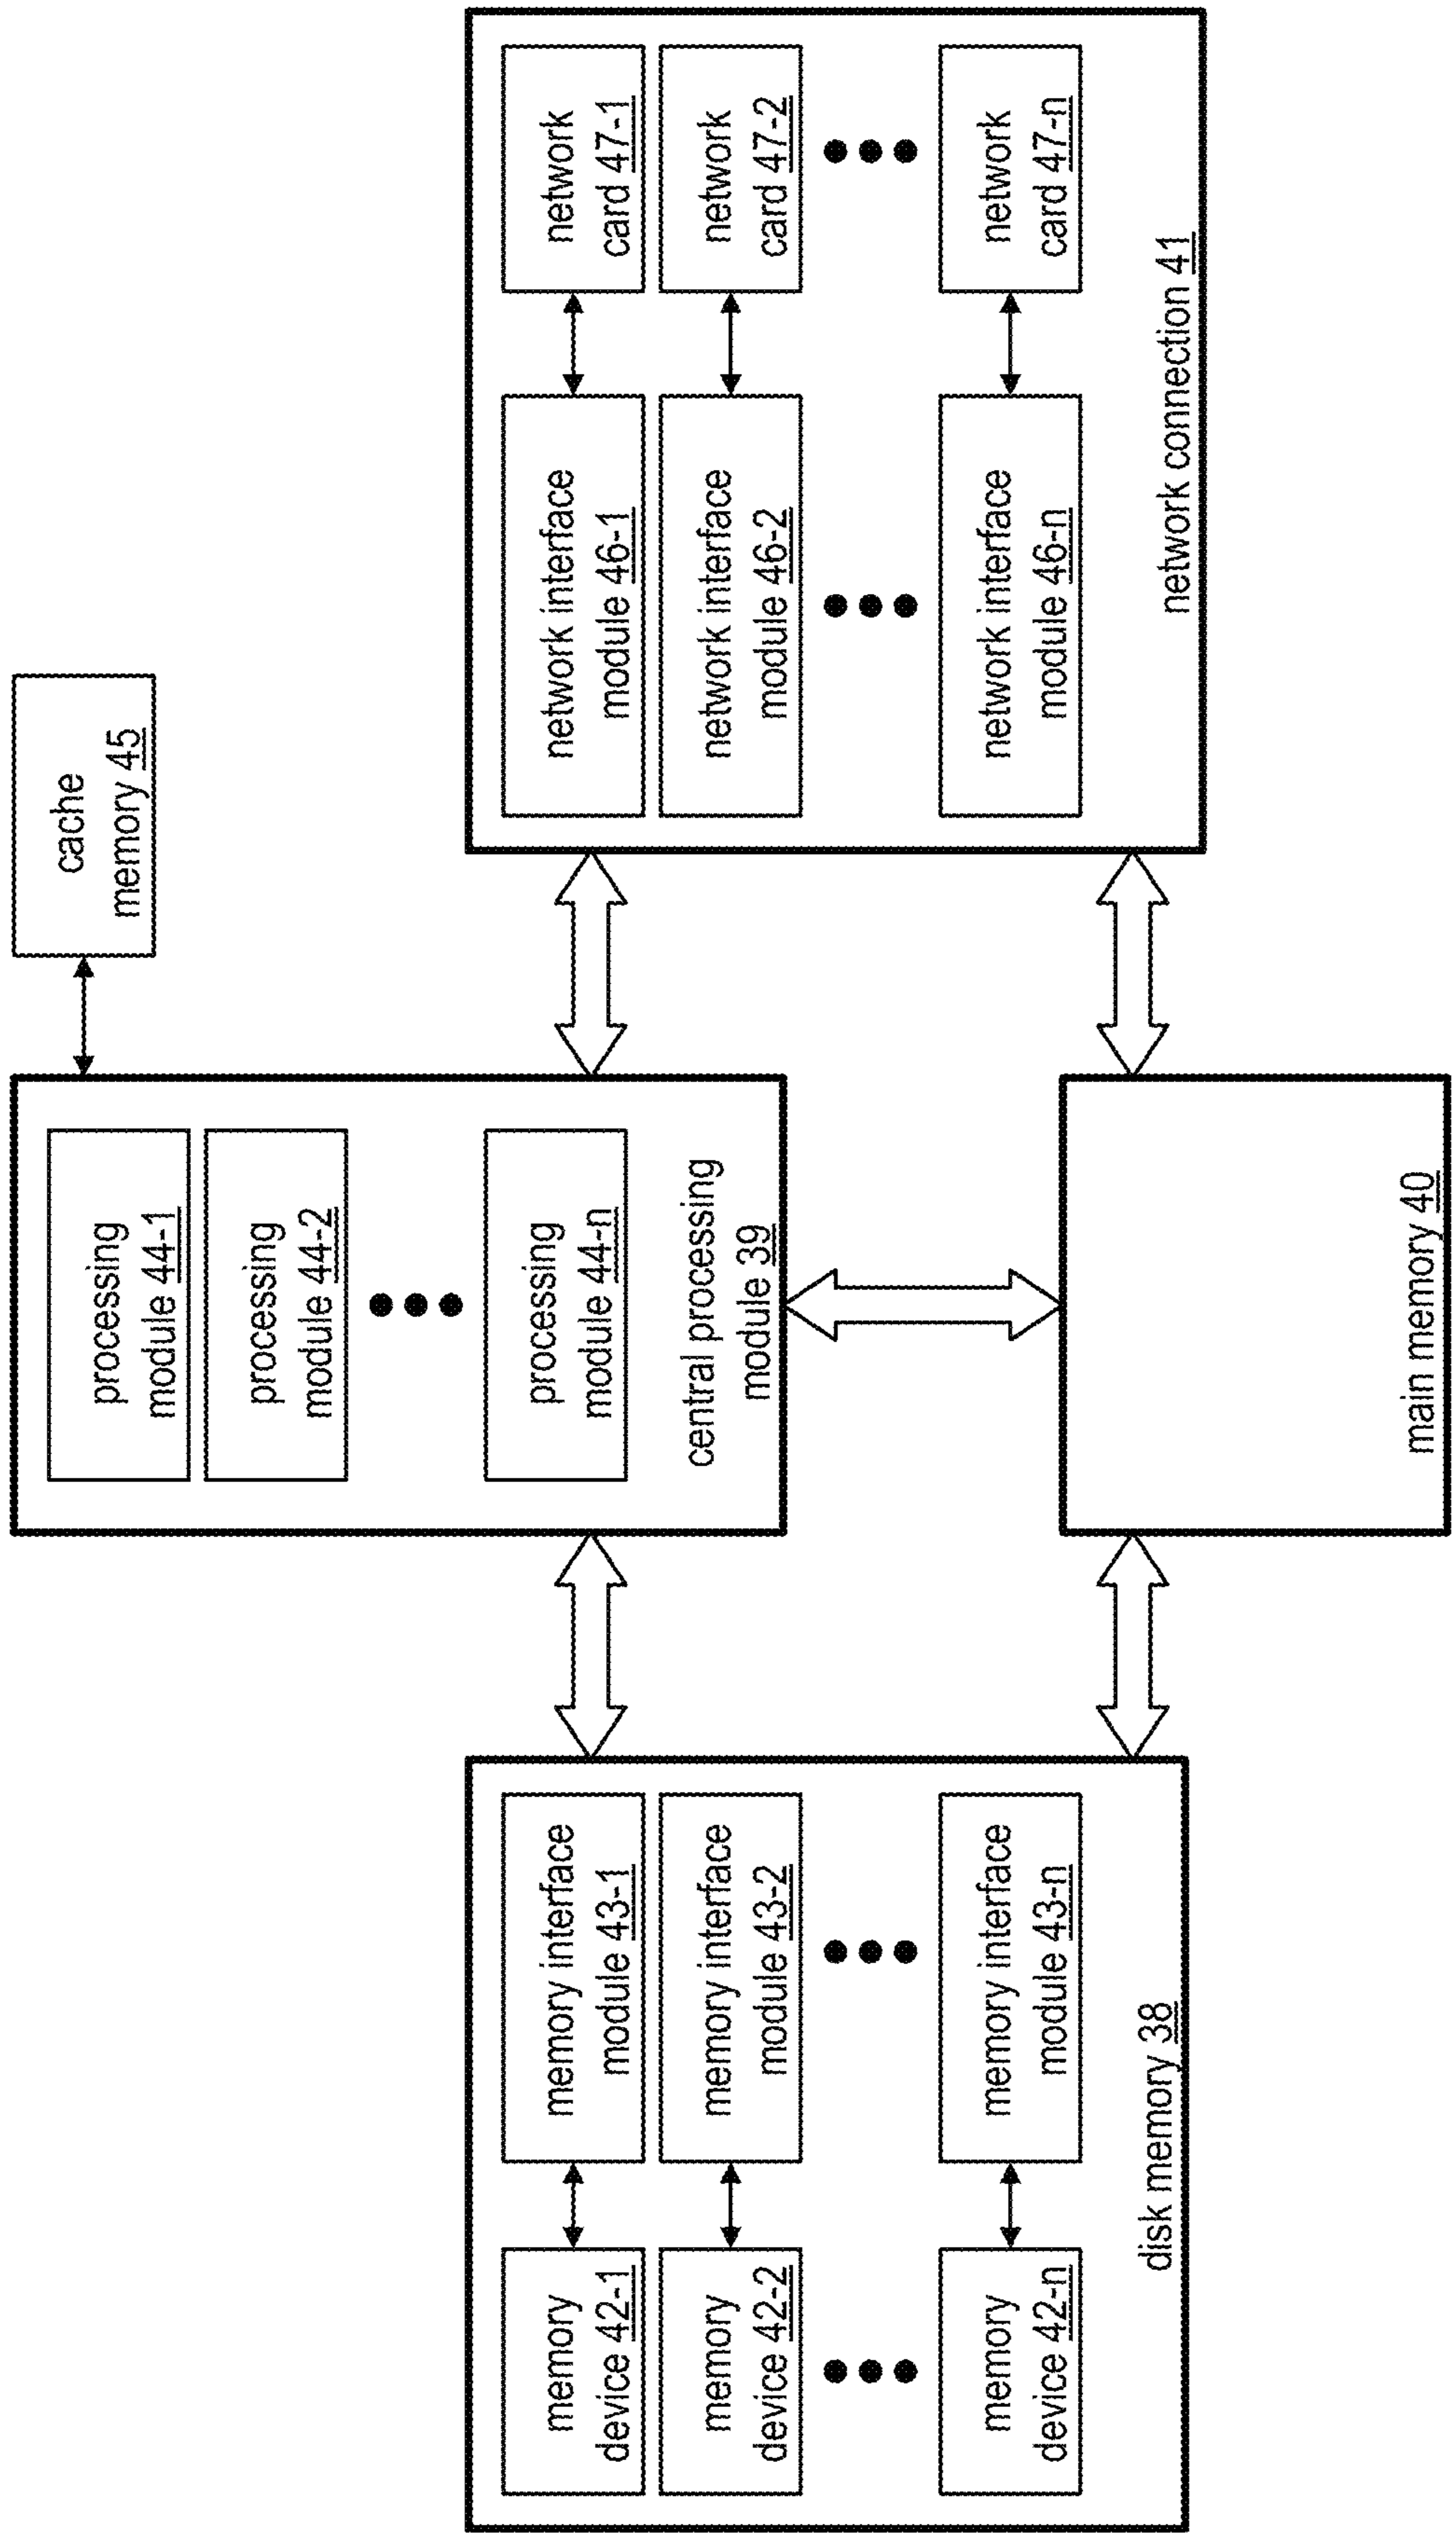 cache
memory 45
processing
module 44-1
processing
module 44-2
processing
module 44-n
central processing
module 39
memory
device 42-1
memory interface
module 43-1
memory
device 42-2
memory interface
module 43-2
memory
device 42-n
memory interface
module 43-n
disk memory 38
network interface
module 46-1
network
card 47-1
network interface
module 46-2
network
card 47-2
network interface
module 46-n
network
card 47-n
network connection 41
main memory 40